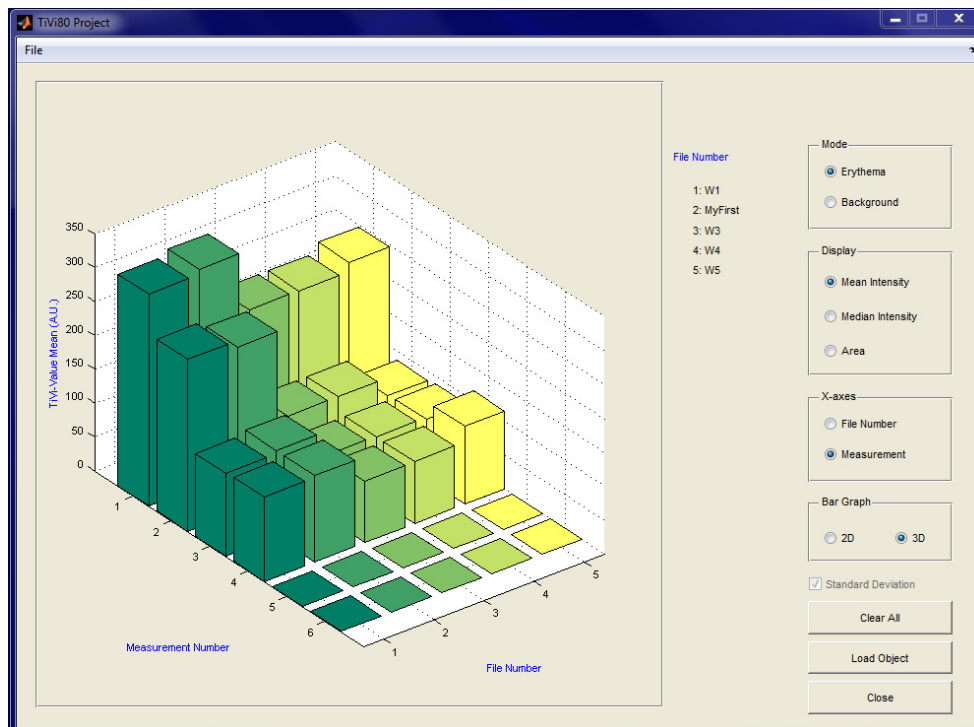 TiVi80 Project
File
TiVi-Value Mean (A.U.)
350
300
250
200
150
100
50
0
1
2
3
4
5
6
Measurement Number
1
2
3
4
5
File Number
File Number
1: W1
2: MyFirst
3: W3
4: W4
5: W5
Mode
Erythema
Background
Display
Mean Intensity
Median Intensity
Area
X-axes
File Number
Measurement
Bar Graph
2D 3D
Standard Deviation
Clear All
Load Object
Close